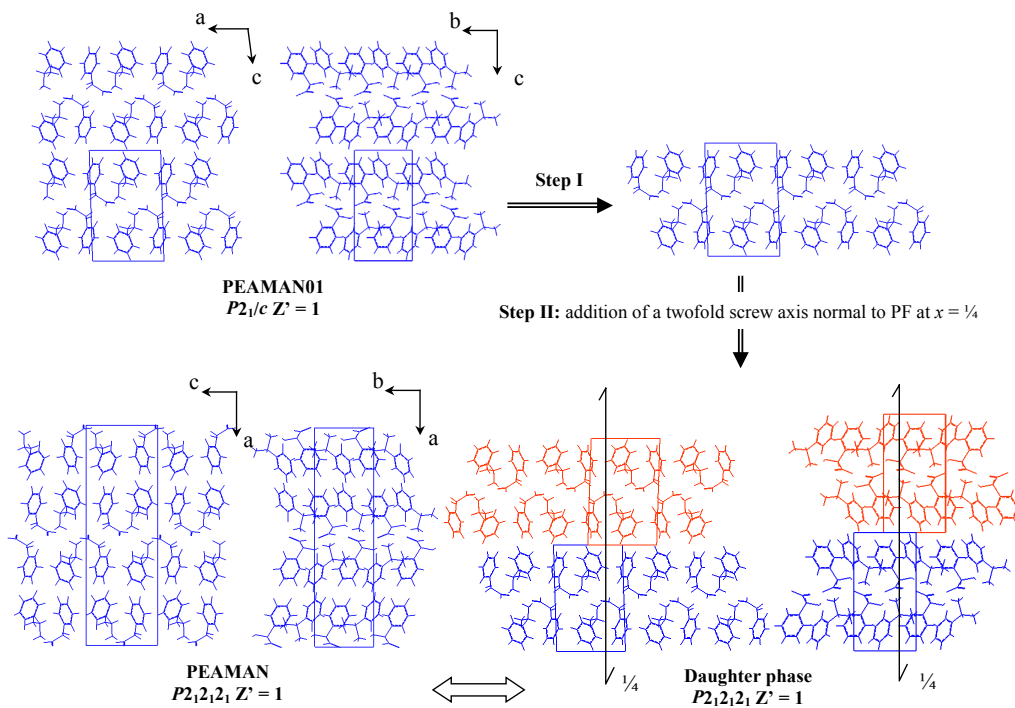 a
c
b
c
Step I
PEAMAN01
P2₁/c Z' = 1
Step II: addition of a twofold screw axis normal to PF at x = ¼
c
a
b
a
¼
¼
PEAMAN
P2₁2₁2₁ Z' = 1
Daughter phase
P2₁2₁2₁ Z' = 1